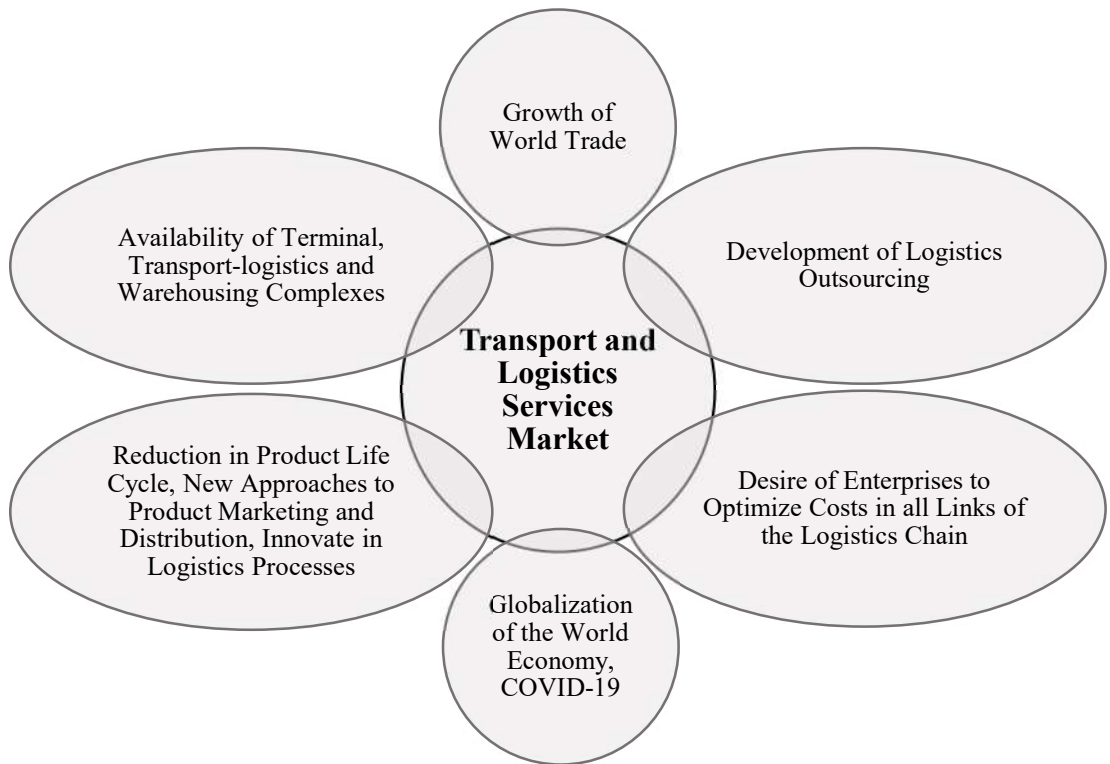 Growth of
World Trade
Availability of Terminal,
Transport-logistics and
Warehousing Complexes
Development of Logistics
Outsourcing
Transport and
Logistics
Services
Market
Reduction in Product Life
Cycle, New Approaches to
Product Marketing and
Distribution, Innovate in
Logistics Processes
Desire of Enterprises to
Optimize Costs in all Links of
the Logistics Chain
Globalization
of the World
Economy,
COVID-19